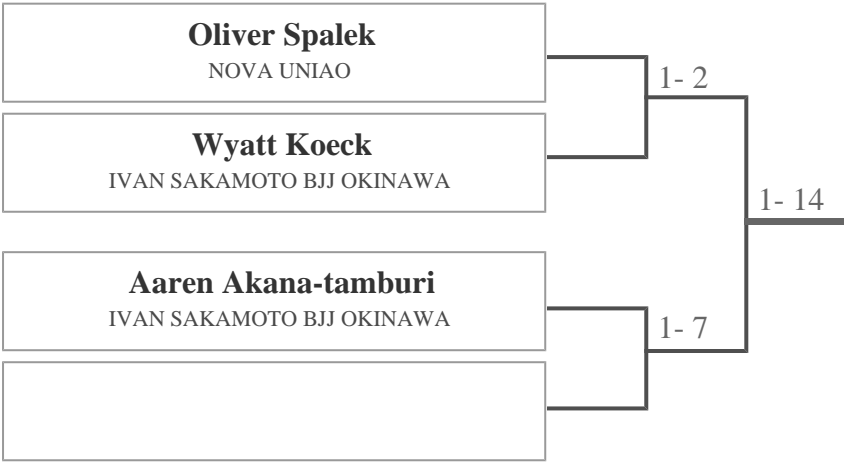 Oliver Spalek
NOVA UNIAO
1- 2
Wyatt Koeck
IVAN SAKAMOTO BJJ OKINAWA
1- 14
Aaren Akana-tamburi
IVAN SAKAMOTO BJJ OKINAWA
1- 7